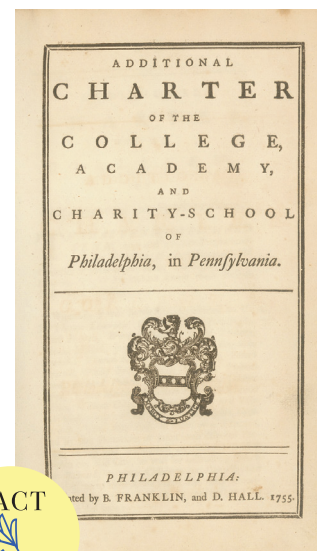 ADDITIONAL
CHARTER
OF THE
COLLEGE,
ACADEMY,
AND
CHARITY-SCHOOL
OF
Philadelphia, in Pennſylvania.
PHILADELPHIA:
by B. FRANKLIN, and D. HALL. 1755.